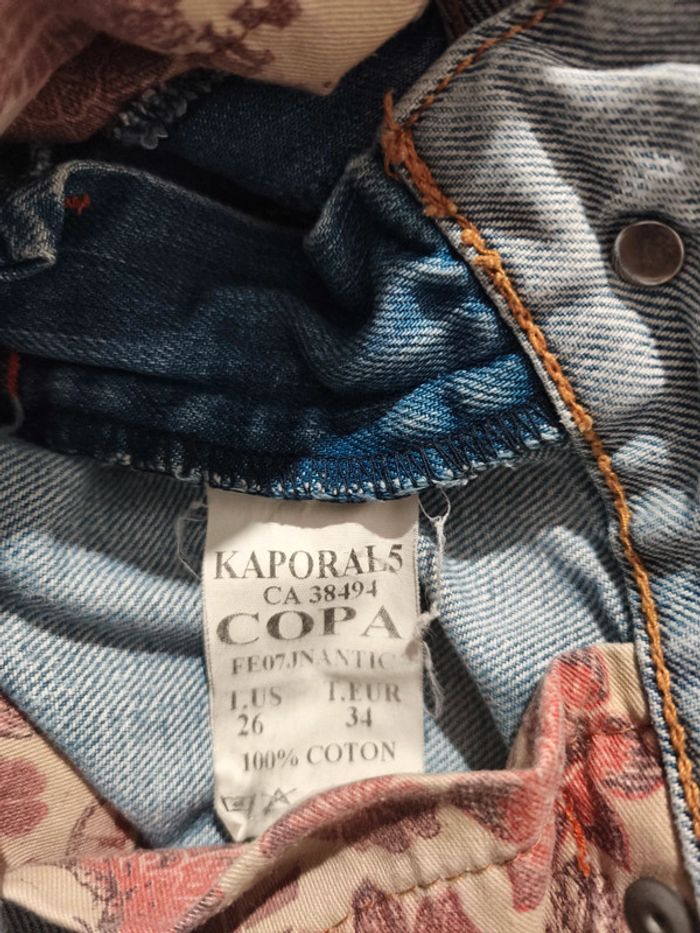 KAPORAL5
CA 38494
COPA
FE07JNANTIC
T.US T.EUR
26 34
100% COTON